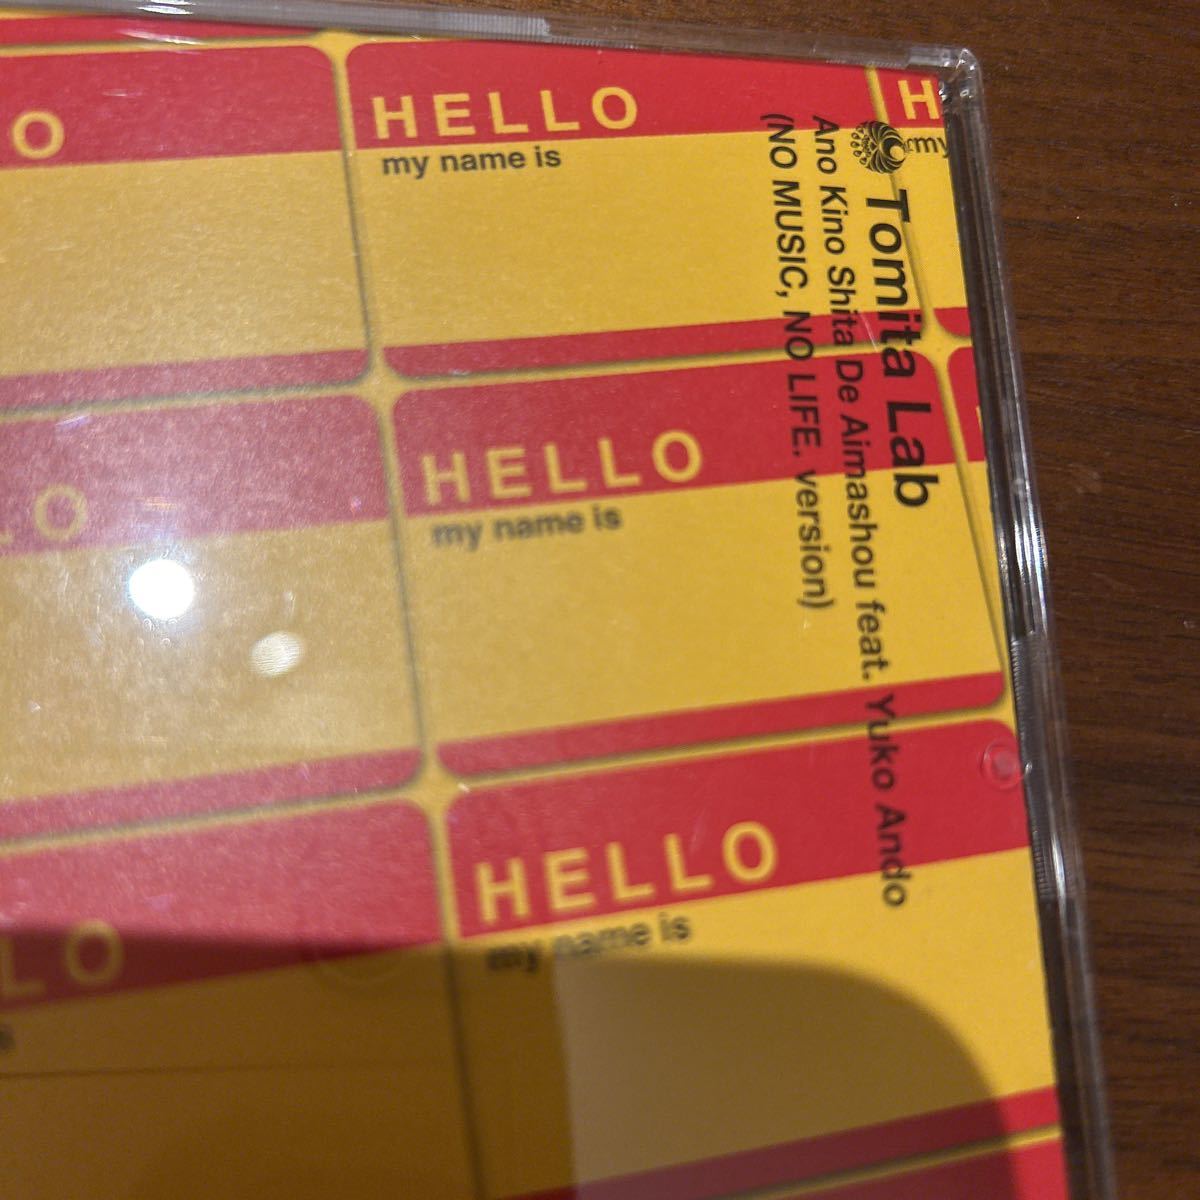 HELLO
my name is
H
my
O
HELLO
my name is
LO
HELLO
my name is
LO
Tomita Lab
Ano Kino Shita De Aimashou feat. Yuko Ando
(NO MUSIC, NO LIFE. version)